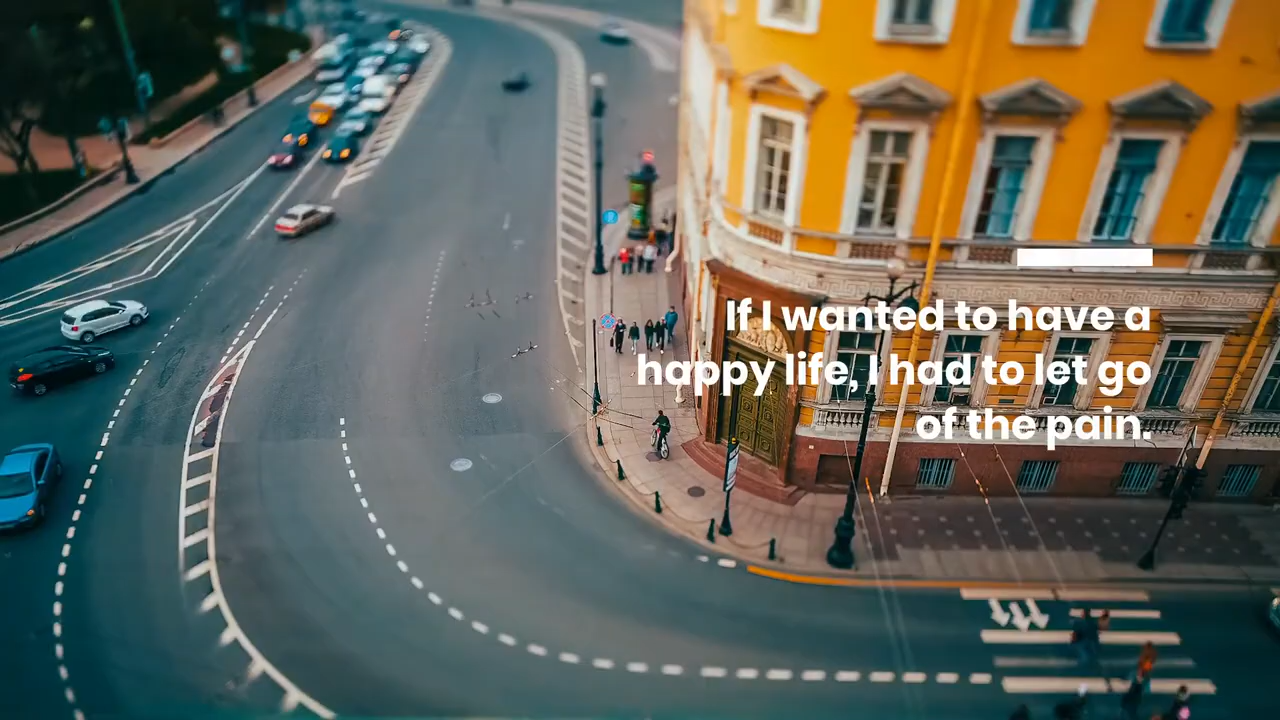 If I wanted to have a
happy life, I had to let go
of the pain.